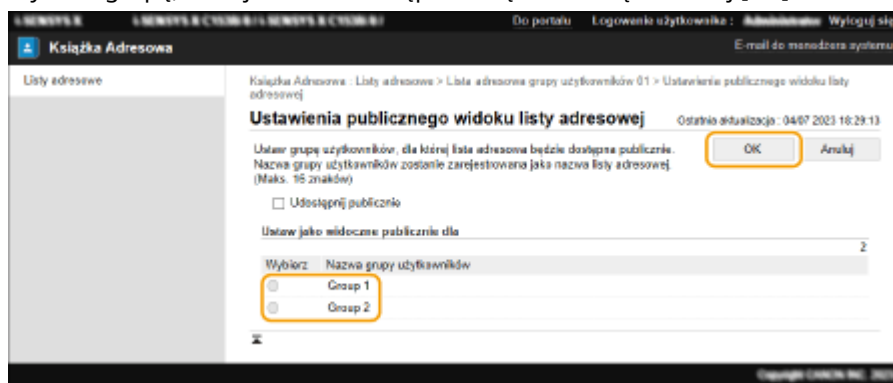 Do portalu Logowanie użytkownika : Wyloguj się
Książka Adresowa E-mail do menedżera systemu
Listy adresowe
Książka Adresowa : Listy adresowe > Lista adresowa grupy użytkowników 01 > Ustawienia publicznego widoku listy
adresowej
Ustawienia publicznego widoku listy adresowej Ostatnia aktualizacja : 04/07 2023 18:29:13
Ustaw grupę użytkowników, dla której lista adresowa będzie dostępna publicznie.
Nazwa grupy użytkowników zostanie zarejestrowana jako nazwa listy adresowej.
(Maks. 16 znaków)
OK Anuluj
Udostępnij publicznie
Ustaw jako widoczne publicznie dla
2
Wybierz Nazwa grupy użytkowników
Group 1
Group 2